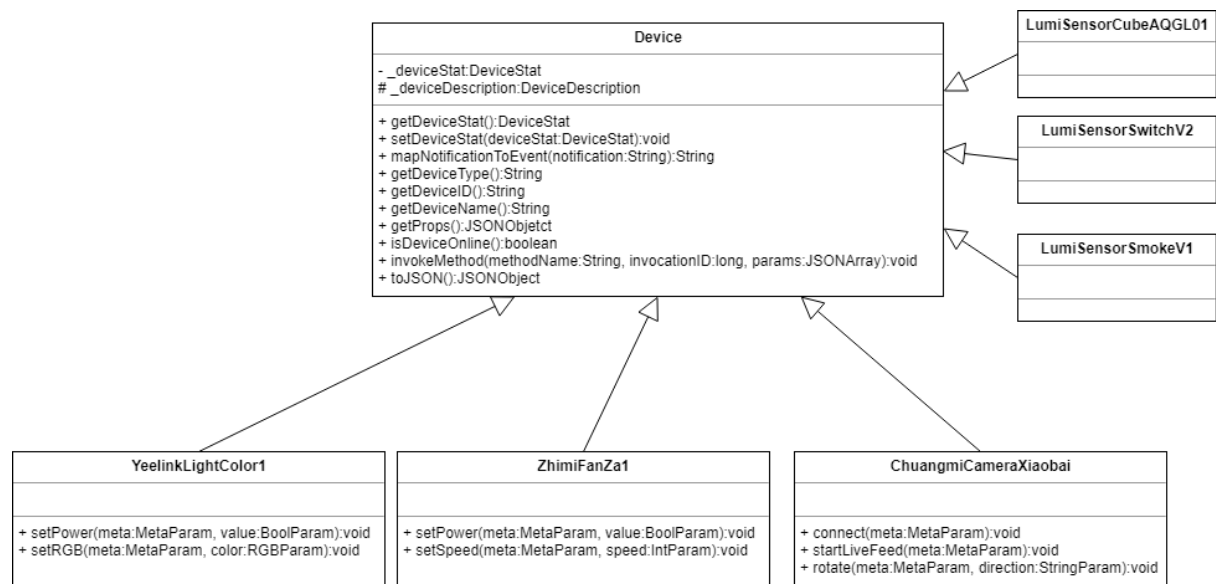 Device
- _deviceStat:DeviceStat
# _deviceDescription:DeviceDescription
+ getDeviceStat():DeviceStat
+ setDeviceStat(deviceStat:DeviceStat):void
+ mapNotificationToEvent(notification:String):String
+ getDeviceType():String
+ getDeviceID():String
+ getDeviceName():String
+ getProps():JSONObjetct
+ isDeviceOnline():boolean
+ invokeMethod(methodName:String, invocationID:long, params:JSONArray):void
+ toJSON():JSONObject
LumiSensorCubeAQGL01
LumiSensorSwitchV2
LumiSensorSmokeV1
YeelinkLightColor1
+ setPower(meta:MetaParam, value:BoolParam):void
+ setRGB(meta:MetaParam, color:RGBParam):void
ZhimiFanZa1
+ setPower(meta:MetaParam, value:BoolParam):void
+ setSpeed(meta:MetaParam, speed:IntParam):void
ChuangmiCameraXiaobai
+ connect(meta:MetaParam):void
+ startLiveFeed(meta:MetaParam):void
+ rotate(meta:MetaParam, direction:StringParam):void